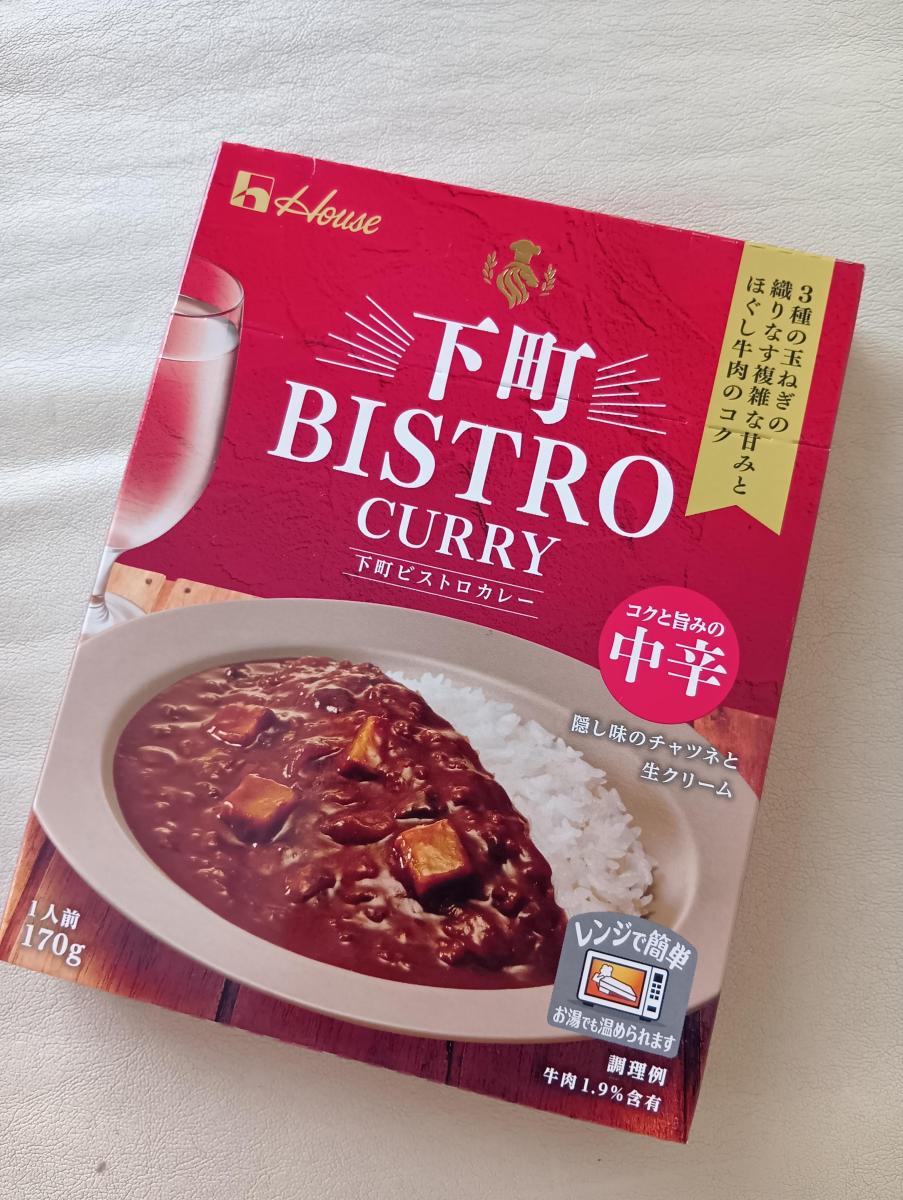 House
下町
BISTRO
CURRY
下町ビストロカレー
3種の玉ねぎの
織りなす複雑な甘みと
ほぐし牛肉のコク
コクと旨みの
中辛
隠し味のチャツネと
生クリーム
1人前
170g
レンジで簡単
お湯でも温められます
調理例
牛肉1.9%含有